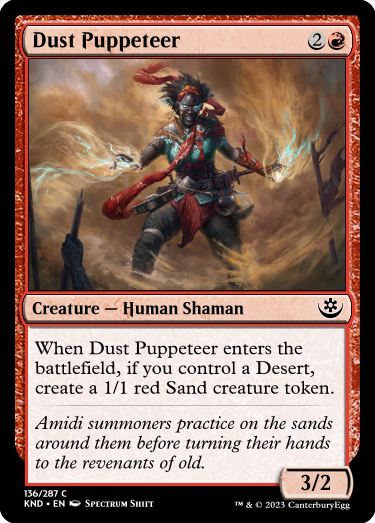 Dust Puppeteer 2
Creature — Human Shaman
When Dust Puppeteer enters the
battlefield, if you control a Desert,
create a 1/1 red Sand creature token.
Amidi summoners practice on the sands
around them before turning their hands
to the revenants of old.
3/2
136/287 C
KND • EN Spectrum Shift
™ & © 2023 CanterburyEgg